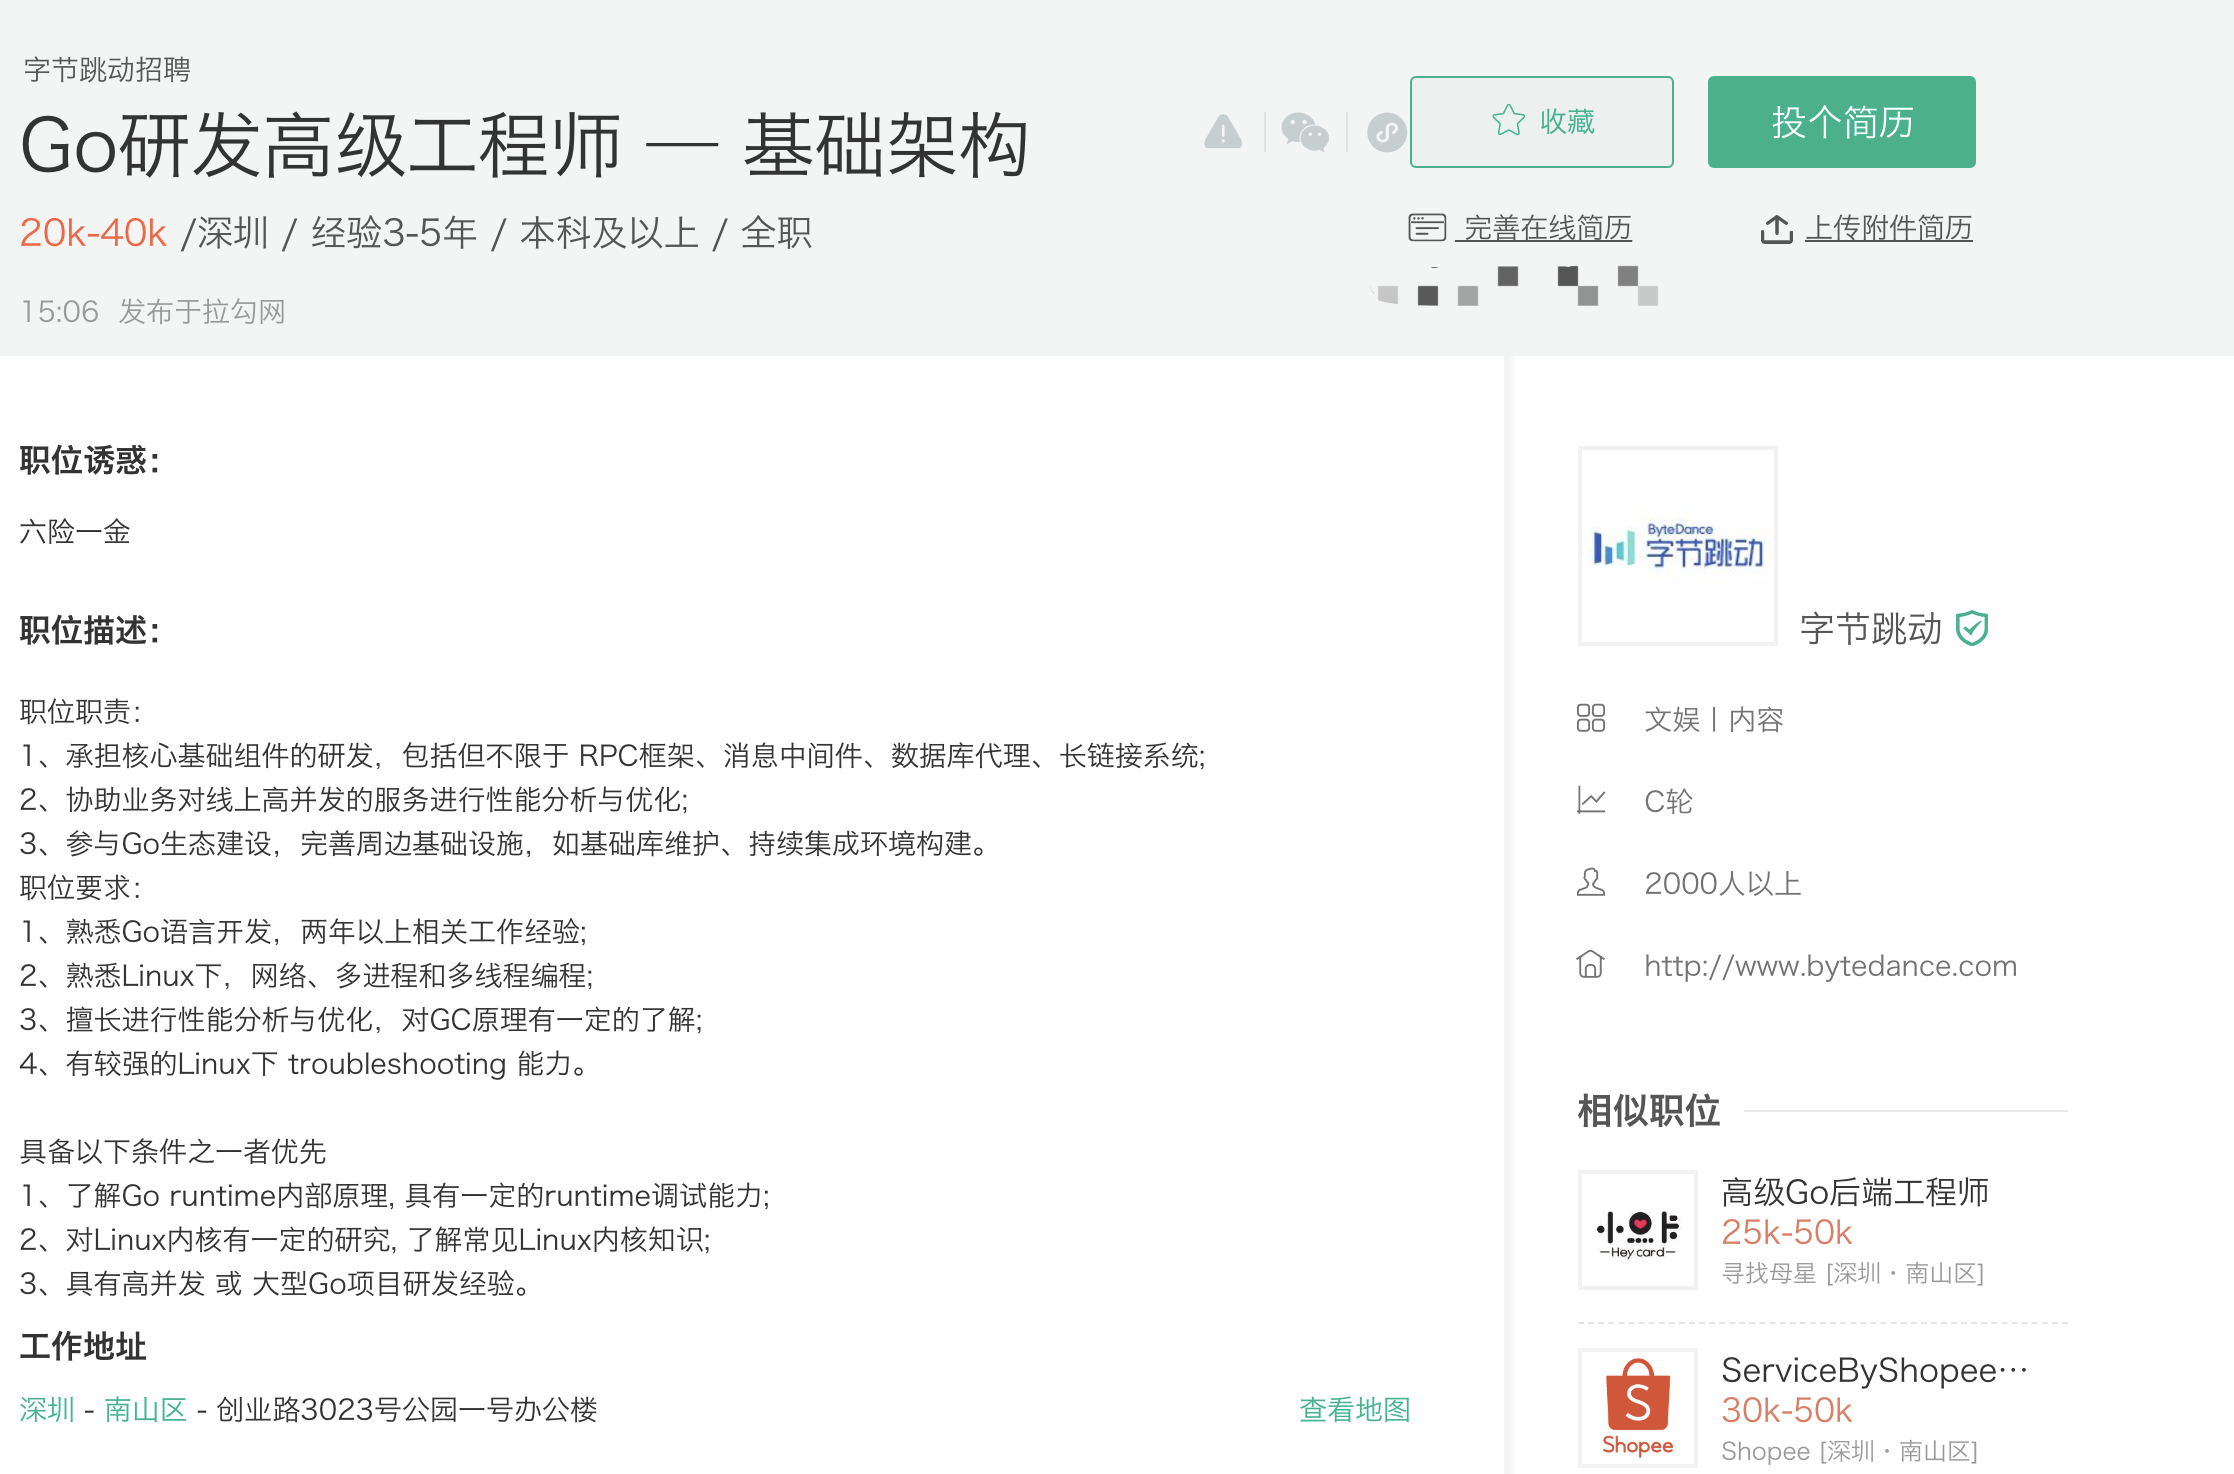 字节跳动招聘
Go研发高级工程师 — 基础架构
收藏
投个简历
20k-40k /深圳 / 经验3-5年 / 本科及以上 / 全职
完善在线简历
上传附件简历
15:06 发布于拉勾网
职位诱惑：
六险一金
职位描述：
职位职责：
1、承担核心基础组件的研发，包括但不限于 RPC框架、消息中间件、数据库代理、长链接系统;
2、协助业务对线上高并发的服务进行性能分析与优化;
3、参与Go生态建设，完善周边基础设施，如基础库维护、持续集成环境构建。
职位要求：
1、熟悉Go语言开发，两年以上相关工作经验;
2、熟悉Linux下，网络、多进程和多线程编程;
3、擅长进行性能分析与优化，对GC原理有一定的了解;
4、有较强的Linux下 troubleshooting 能力。
具备以下条件之一者优先
1、了解Go runtime内部原理, 具有一定的runtime调试能力;
2、对Linux内核有一定的研究, 了解常见Linux内核知识;
3、具有高并发 或 大型Go项目研发经验。
工作地址
深圳 - 南山区 - 创业路3023号公园一号办公楼
查看地图
ByteDance
字节跳动
字节跳动
文娱丨内容
C轮
2000人以上
http://www.bytedance.com
相似职位
小黑卡
—Hey card—
高级Go后端工程师
25k-50k
寻找母星 [深圳·南山区]
S
Shopee
ServiceByShopee···
30k-50k
Shopee [深圳·南山区]